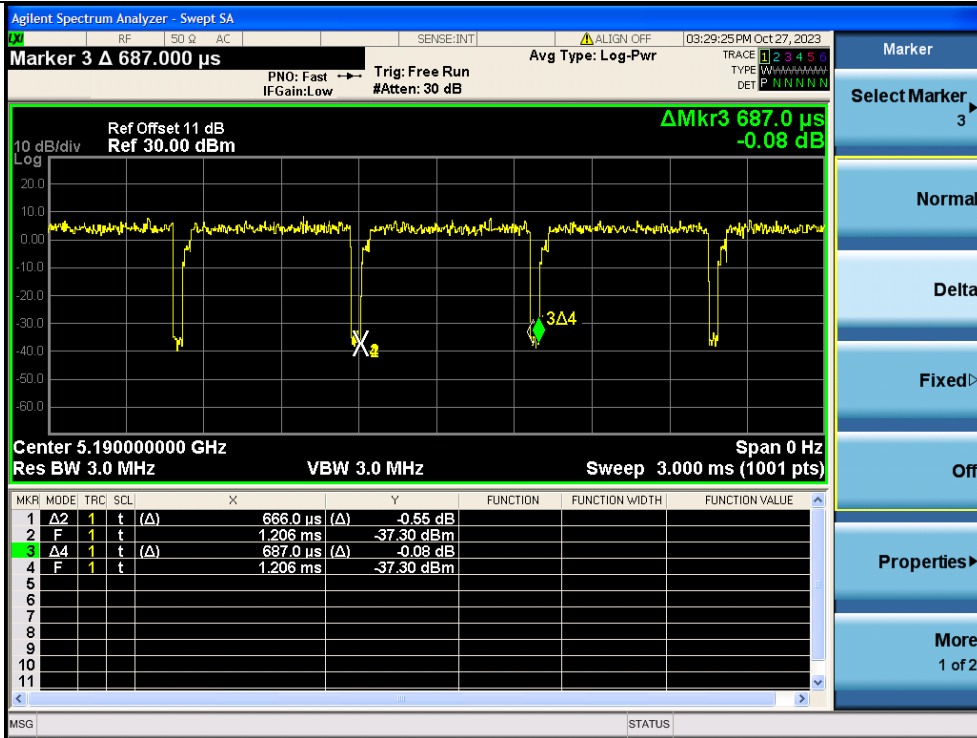 Agilent Spectrum Analyzer - Swept SA
LXI RF 50 Ω AC SENSE:INT ALIGN OFF 03:29:25 PM Oct 27, 2023
Marker 3 Δ 687.000 µs
PNO: Fast
IFGain:Low
Trig: Free Run
#Atten: 30 dB
Avg Type: Log-Pwr
TRACE 1 2 3 4 5 6
TYPE W
DET P N N N N N
Marker
Select Marker
3
Normal
Delta
Fixed
Off
Properties
More
1 of 2
Ref Offset 11 dB
10 dB/div Ref 30.00 dBm
Log
ΔMkr3 687.0 µs
-0.08 dB
20.0
10.0
0.00
-10.0
-20.0
-30.0
-40.0
-50.0
-60.0
3Δ4
Center 5.190000000 GHz Span 0 Hz
Res BW 3.0 MHz VBW 3.0 MHz Sweep 3.000 ms (1001 pts)
MKR MODE TRC SCL X Y FUNCTION FUNCTION WIDTH FUNCTION VALUE
1 Δ2 1 t (Δ) 666.0 µs (Δ) -0.55 dB
2 F 1 t 1.206 ms -37.30 dBm
3 Δ4 1 t (Δ) 687.0 µs (Δ) -0.08 dB
4 F 1 t 1.206 ms -37.30 dBm
5
6
7
8
9
10
11
MSG STATUS